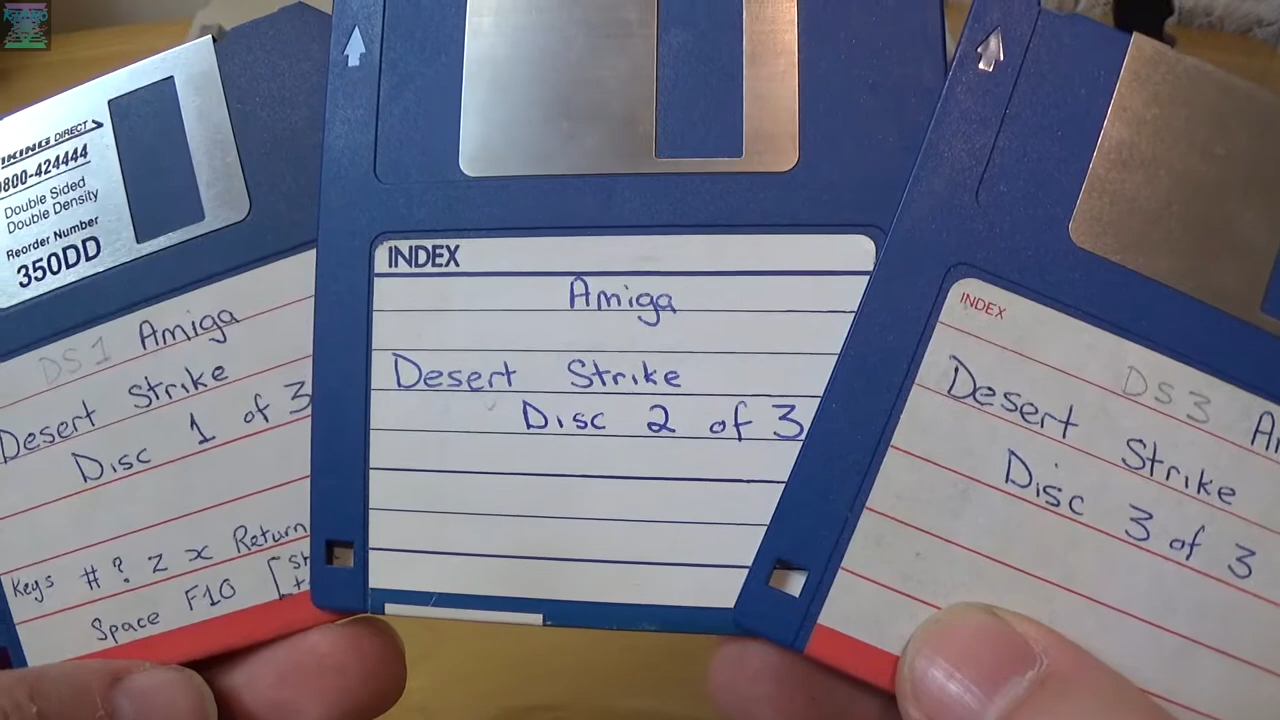 VIKING DIRECT
0800-424444
Double Sided
Double Density
Reorder Number
350DD
DS1 Amiga
Desert Strike
Disc 1 of 3
Keys # ? Z x Return
Space F10
INDEX
Amiga
Desert Strike
Disc 2 of 3
INDEX
DS3
Desert Strike
Disc 3 of 3